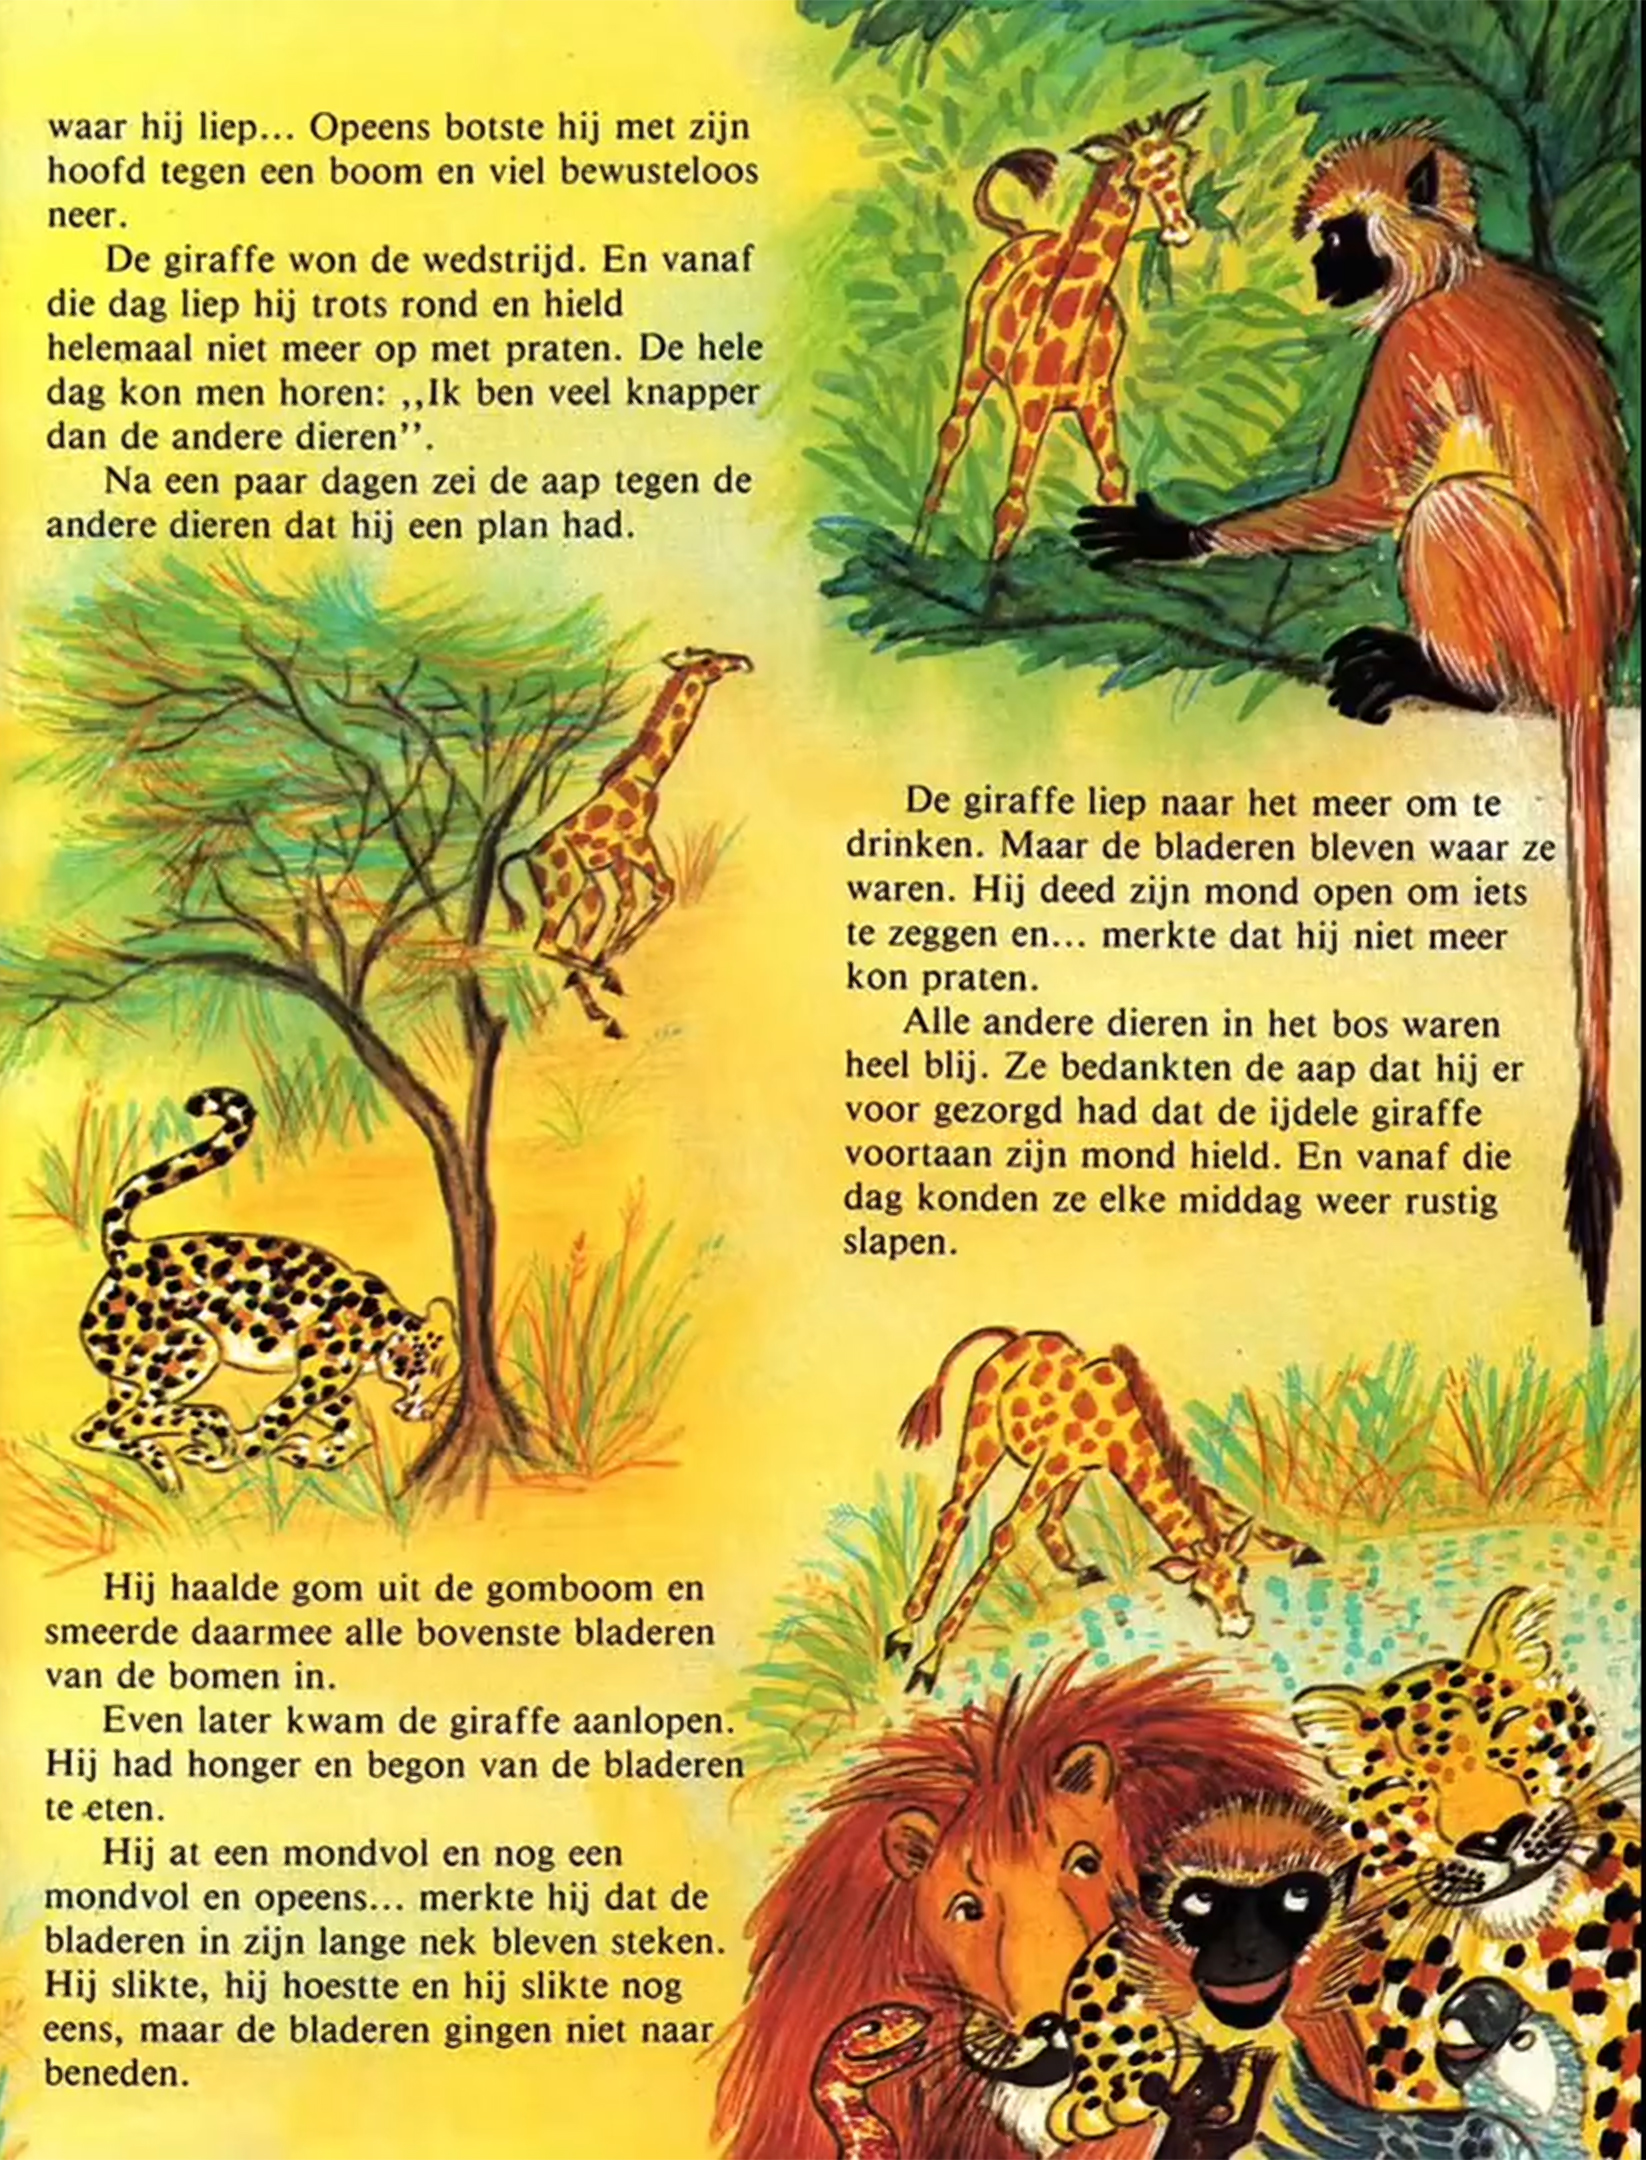 waar hij liep... Opeens botste hij met zijn
hoofd tegen een boom en viel bewusteloos
neer.
De giraffe won de wedstrijd. En vanaf
die dag liep hij trots rond en hield
helemaal niet meer op met praten. De hele
dag kon men horen: ,,Ik ben veel knapper
dan de andere dieren’’.
Na een paar dagen zei de aap tegen de
andere dieren dat hij een plan had.
Hij haalde gom uit de gomboom en
smeerde daarmee alle bovenste bladeren
van de bomen in.
Even later kwam de giraffe aanlopen.
Hij had honger en begon van de bladeren
te eten.
Hij at een mondvol en nog een
mondvol en opeens... merkte hij dat de
bladeren in zijn lange nek bleven steken.
Hij slikte, hij hoestte en hij slikte nog
eens, maar de bladeren gingen niet naar
beneden.
De giraffe liep naar het meer om te
drinken. Maar de bladeren bleven waar ze
waren. Hij deed zijn mond open om iets
te zeggen en... merkte dat hij niet meer
kon praten.
Alle andere dieren in het bos waren
heel blij. Ze bedankten de aap dat hij er
voor gezorgd had dat de ijdele giraffe
voortaan zijn mond hield. En vanaf die
dag konden ze elke middag weer rustig
slapen.